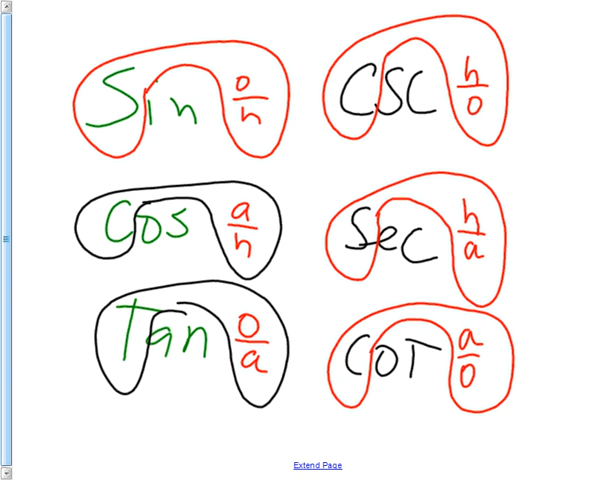 Sin o/h
CSC h/o
Cos a/h
Sec h/a
Tan o/a
COT a/o
Extend Page